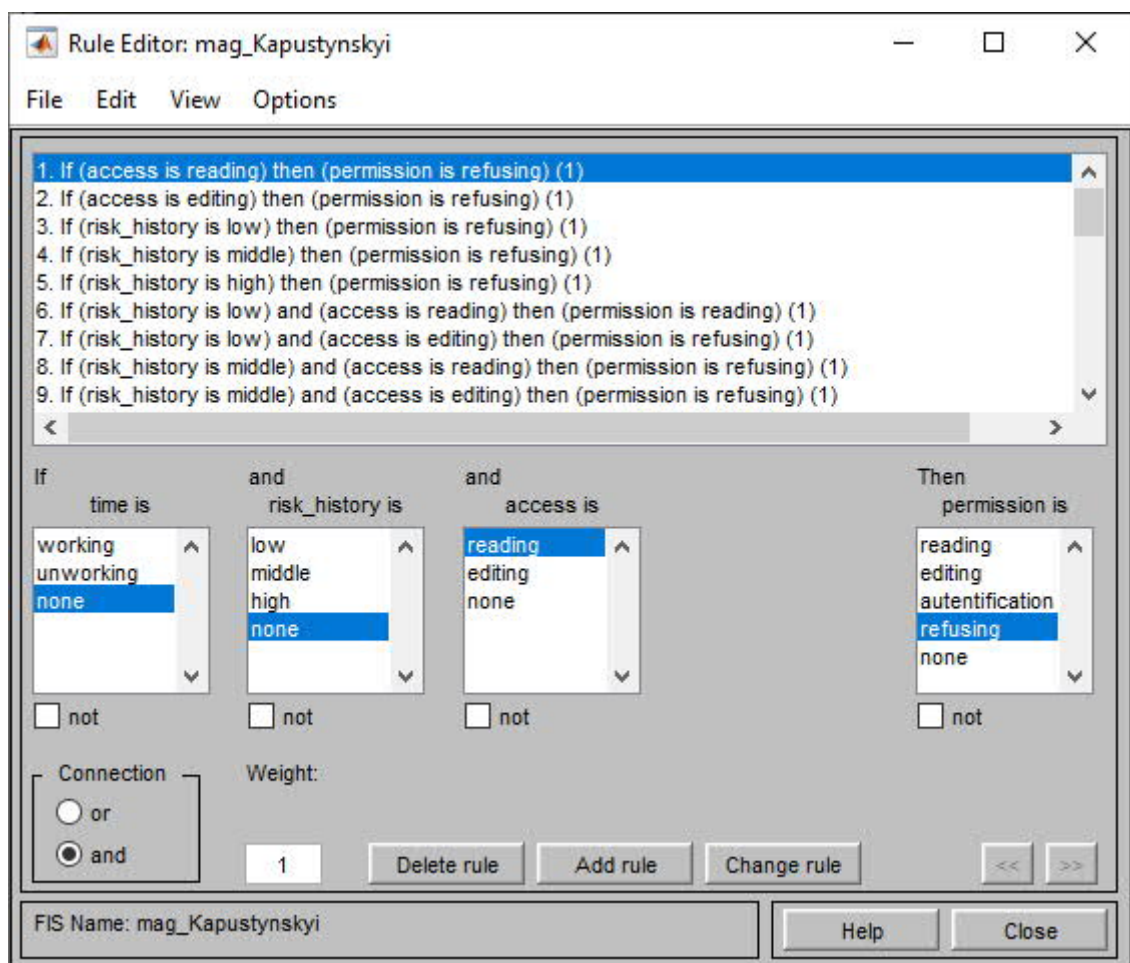 Rule Editor: mag_Kapustynskyi
File Edit View Options
1. If (access is reading) then (permission is refusing) (1)
2. If (access is editing) then (permission is refusing) (1)
3. If (risk_history is low) then (permission is refusing) (1)
4. If (risk_history is middle) then (permission is refusing) (1)
5. If (risk_history is high) then (permission is refusing) (1)
6. If (risk_history is low) and (access is reading) then (permission is reading) (1)
7. If (risk_history is low) and (access is editing) then (permission is refusing) (1)
8. If (risk_history is middle) and (access is reading) then (permission is refusing) (1)
9. If (risk_history is middle) and (access is editing) then (permission is refusing) (1)
If and and Then
time is risk_history is access is permission is
working low reading reading
unworking middle editing editing
none high none autentification
none refusing
none
not not not not
Connection Weight:
or
and 1 Delete rule Add rule Change rule << >>
FIS Name: mag_Kapustynskyi Help Close